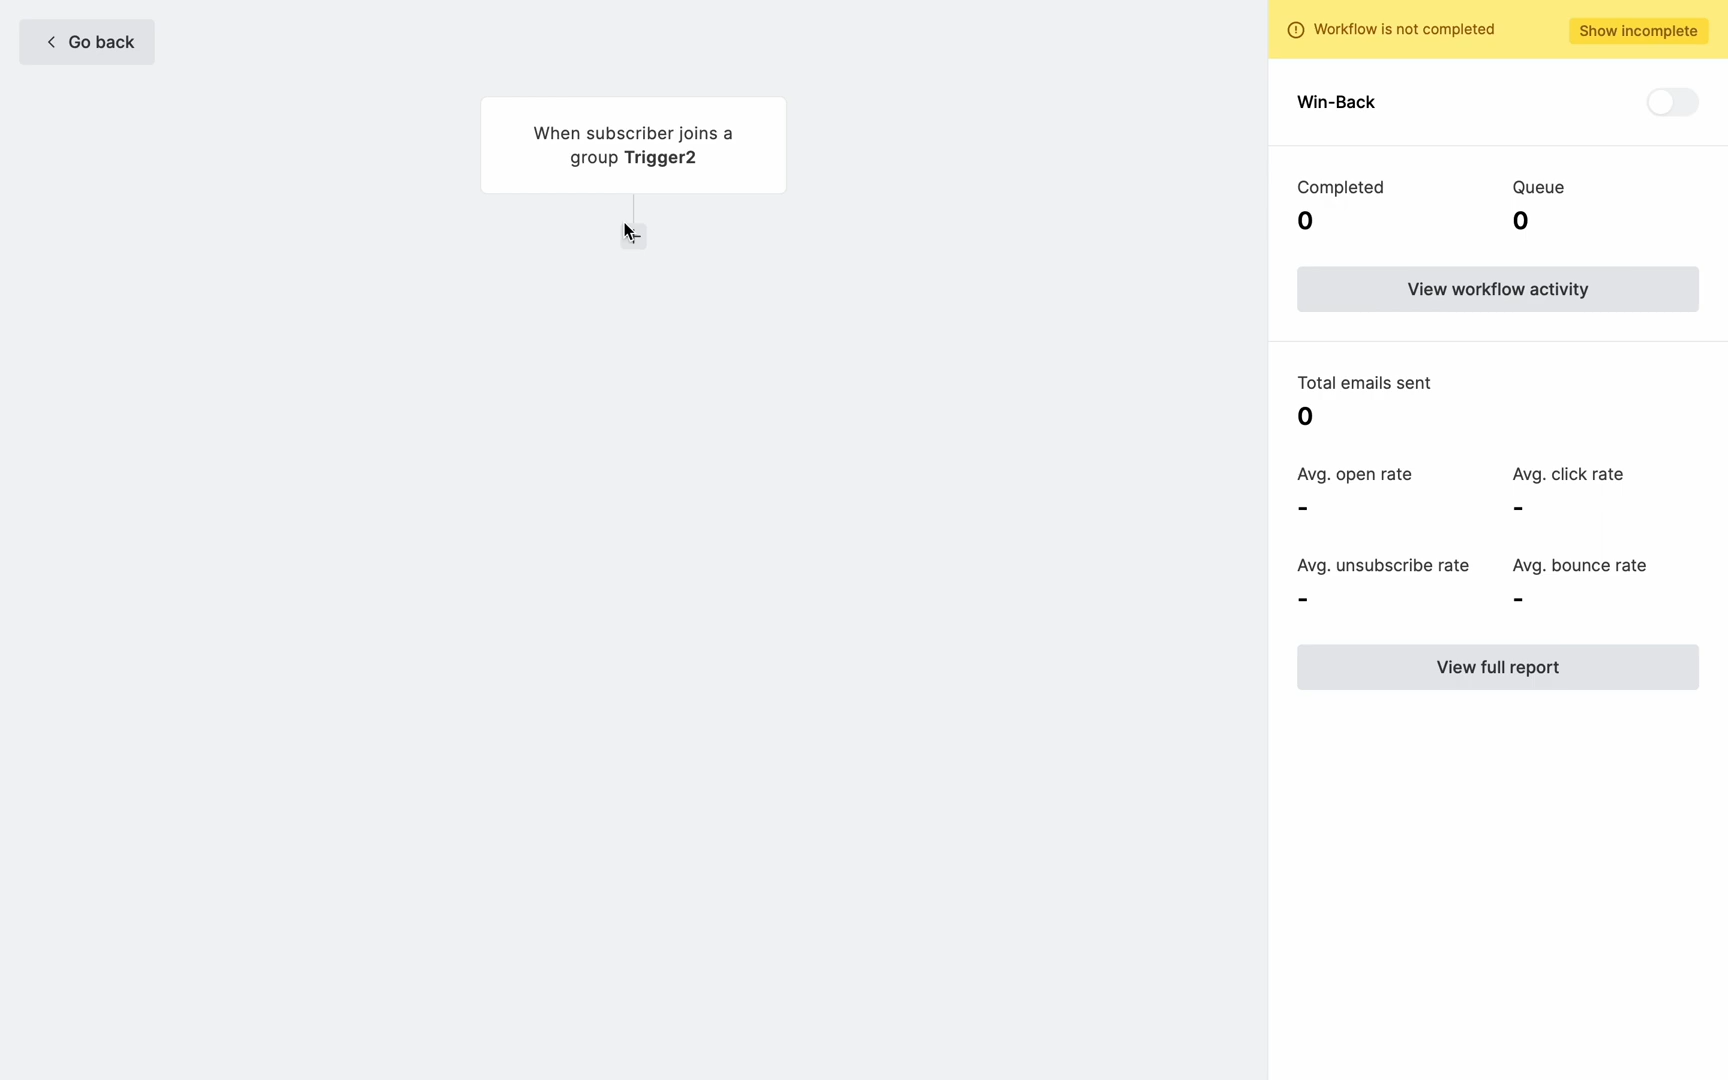 Go back
When subscriber joins a
group Trigger2
Workflow is not completed
Show incomplete
Win-Back
Completed
Queue
0
0
View workflow activity
Total emails sent
0
Avg. open rate
Avg. click rate
-
-
Avg. unsubscribe rate
Avg. bounce rate
-
-
View full report